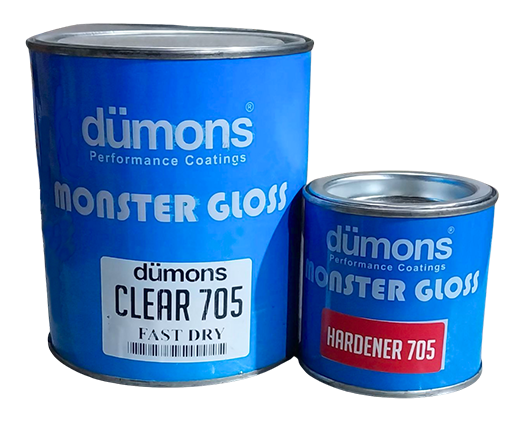 dümons®
Performance Coatings
MONSTER GLOSS
dümons
CLEAR 705
FAST DRY
dümons®
Performance Coatings
MONSTER GLOSS
HARDENER 705